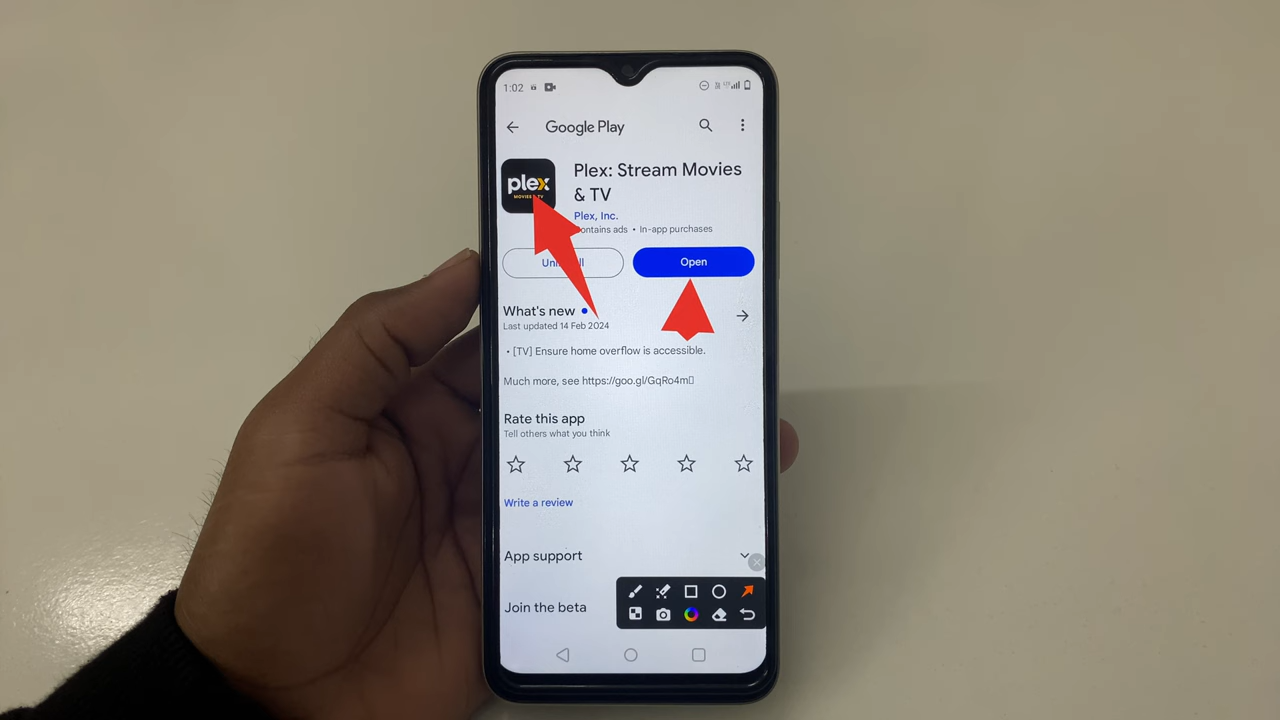 1:02
Google Play
plex
MOVIES & TV
Plex: Stream Movies
& TV
Plex, Inc.
ontains ads • In-app purchases
Open
What's new
Last updated 14 Feb 2024
• [TV] Ensure home overflow is accessible.
Much more, see https://goo.gl/GqRo4m
Rate this app
Tell others what you think
Write a review
App support
Join the beta